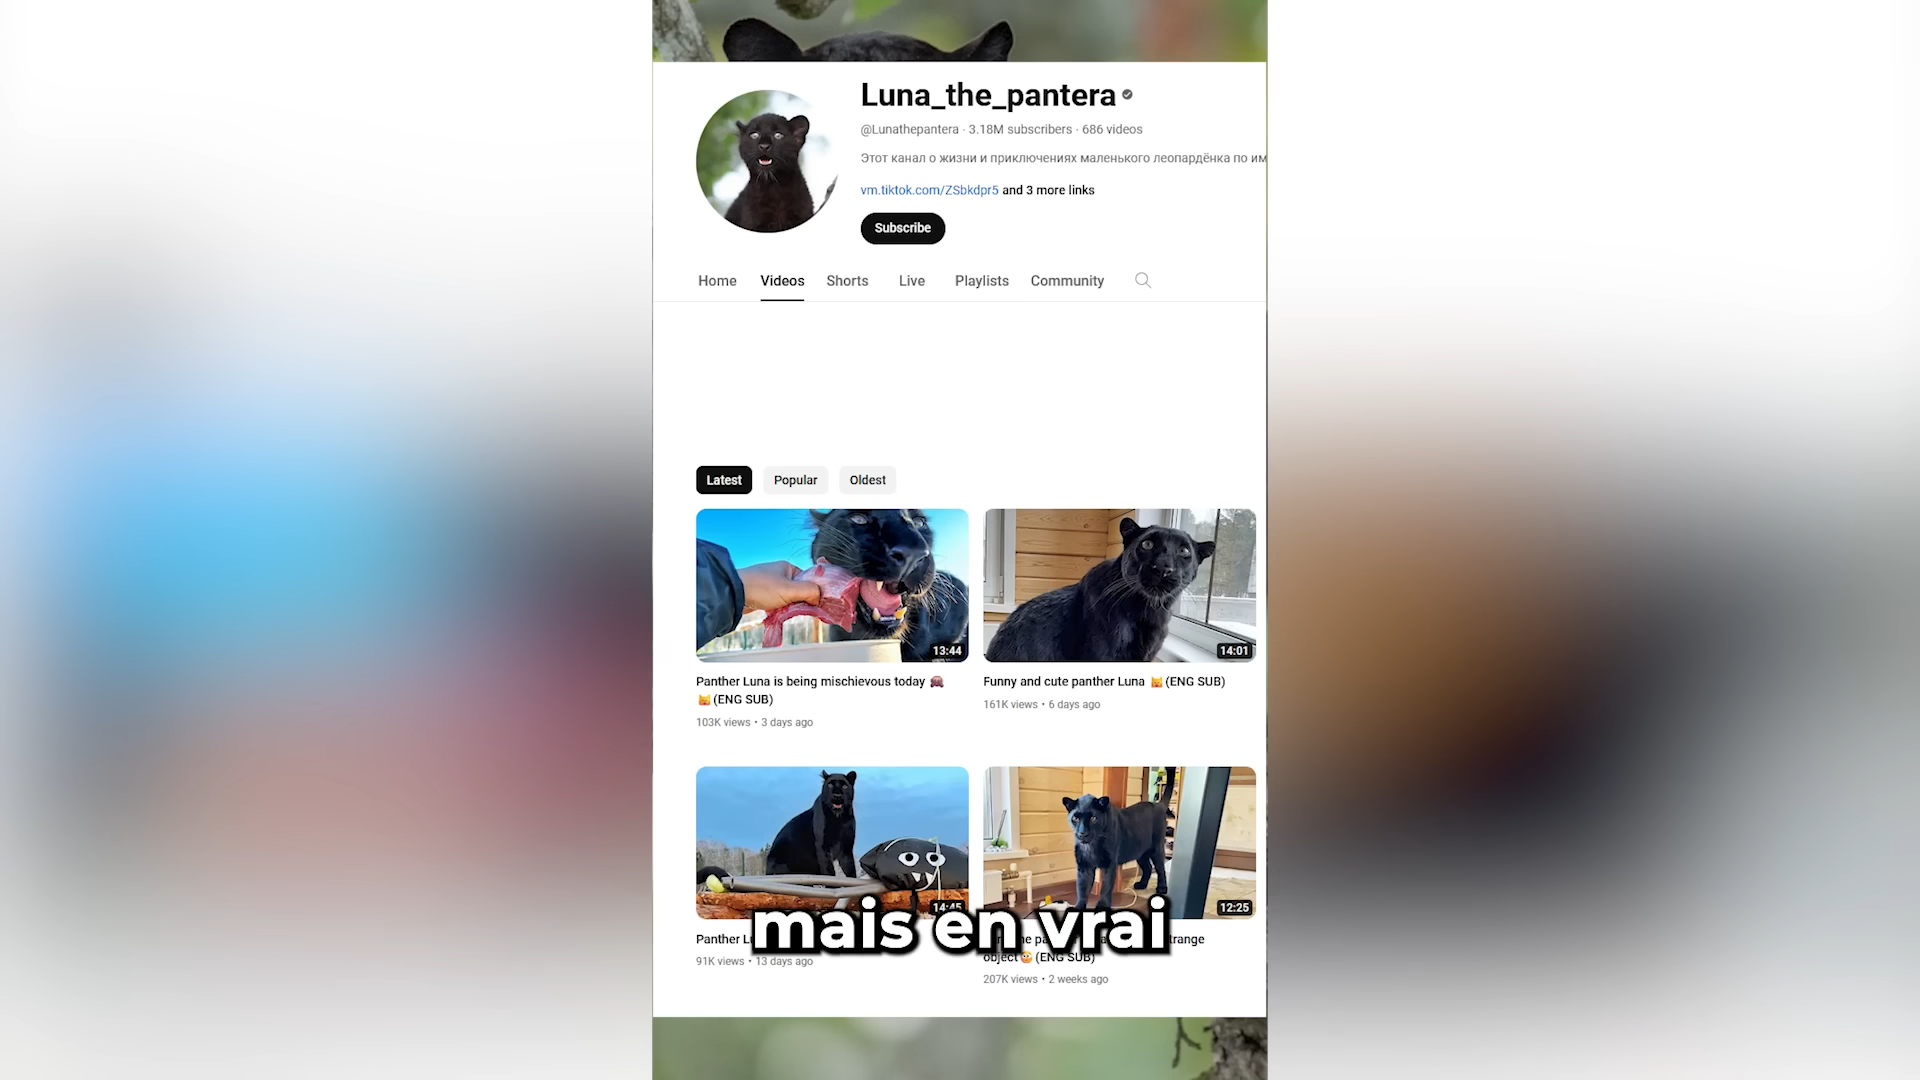 Luna_the_pantera
@Lunathepantera · 3.18M subscribers · 686 videos
Этот канал о жизни и приключениях маленького леопардёнка по им
vm.tiktok.com/ZSbkdpr5 and 3 more links
Subscribe
Home Videos Shorts Live Playlists Community
Latest Popular Oldest
13:44
14:01
Panther Luna is being mischievous today
(ENG SUB)
103K views • 3 days ago
Funny and cute panther Luna (ENG SUB)
161K views • 6 days ago
14:45
12:25
mais en vrai
Panther
91K views • 13 days ago
object (ENG SUB)
207K views • 2 weeks ago